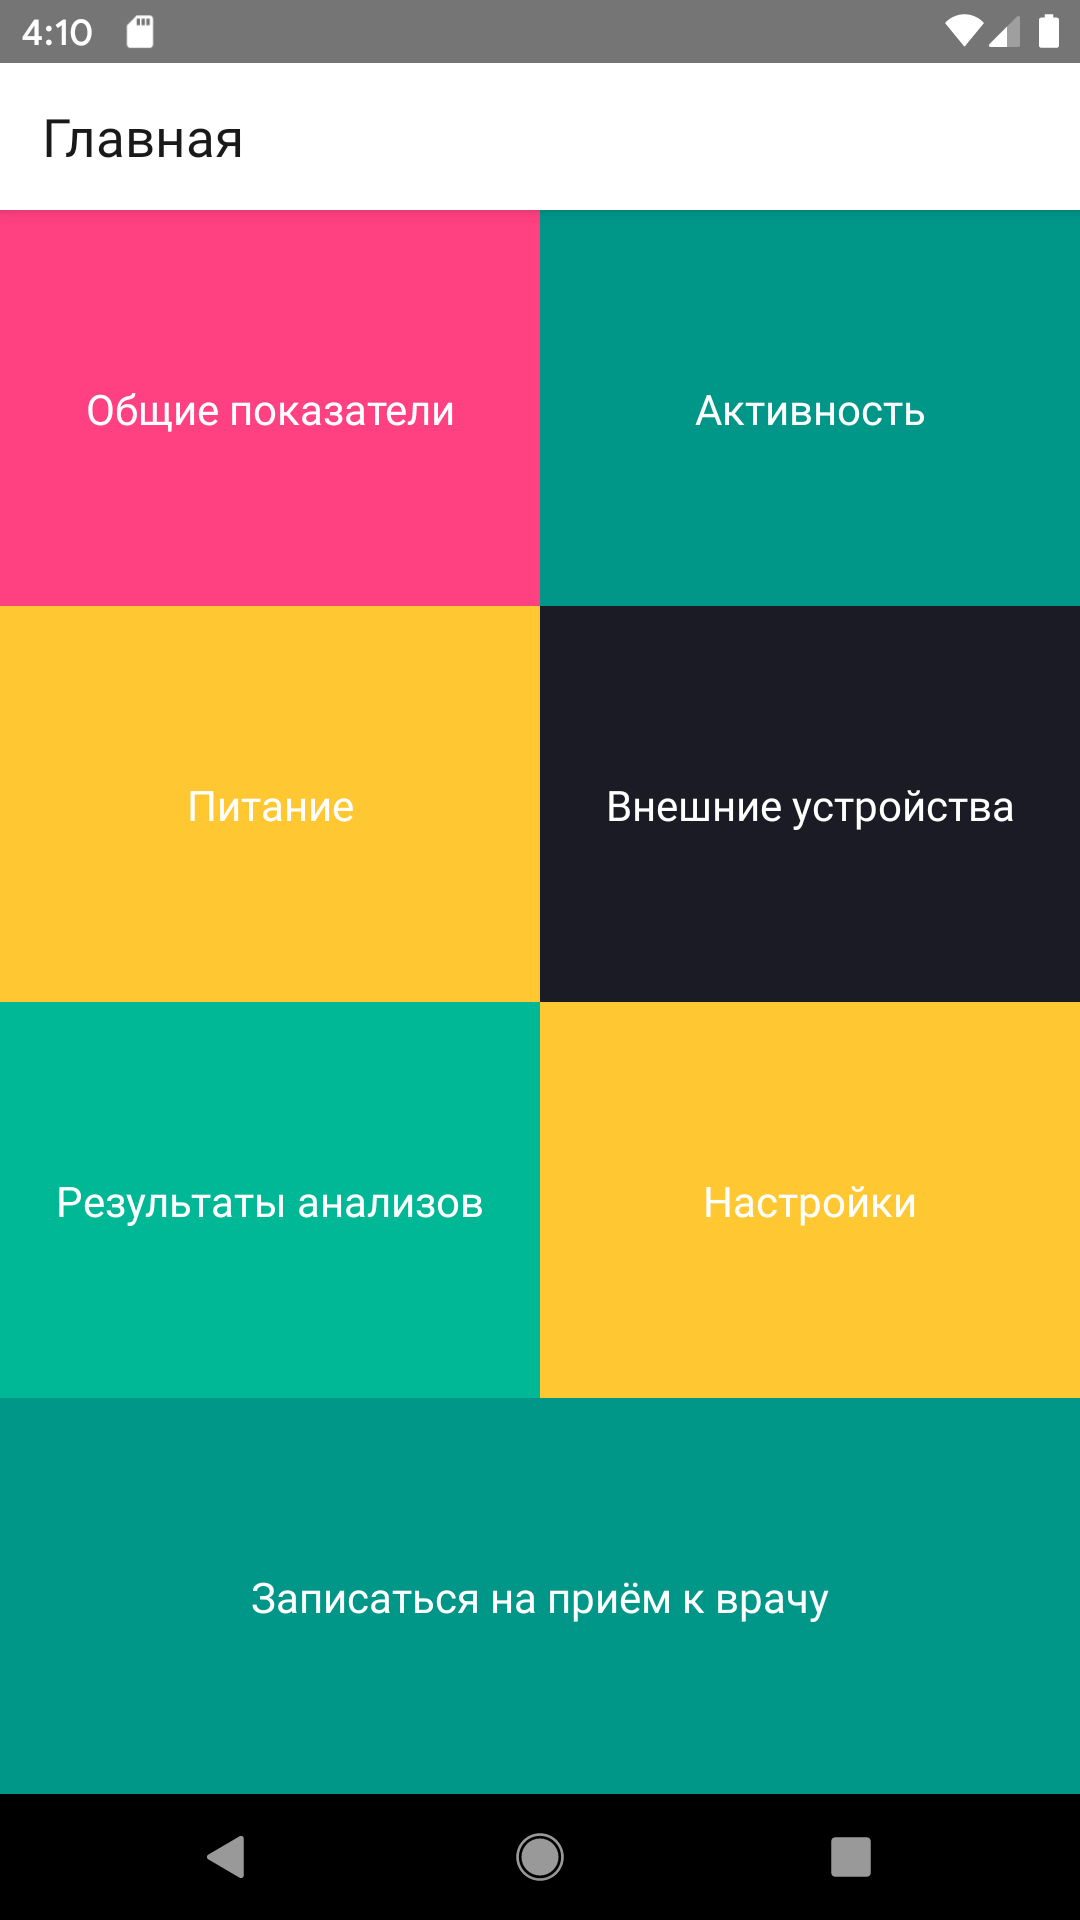 4:10
Главная
Общие показатели
Активность
Питание
Внешние устройства
Результаты анализов
Настройки
Записаться на приём к врачу